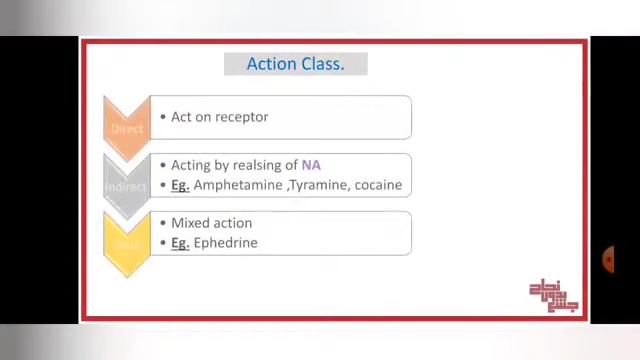 Action Class.
Direct
• Act on receptor
Indirect
• Acting by realsing of NA
• Eg. Amphetamine ,Tyramine, cocaine
• Mixed action
• Eg. Ephedrine